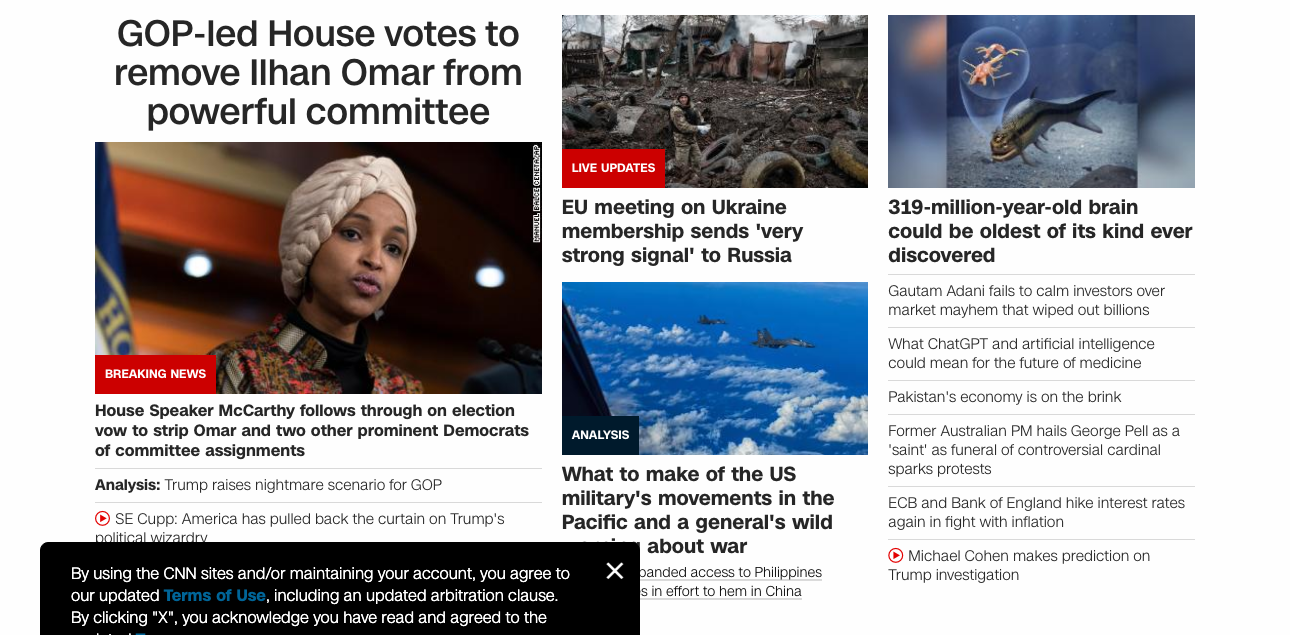 GOP-led House votes to
remove Ilhan Omar from
powerful committee
MANUEL BALCE CENETA/AP
BREAKING NEWS
House Speaker McCarthy follows through on election
vow to strip Omar and two other prominent Democrats
of committee assignments
Analysis: Trump raises nightmare scenario for GOP
SE Cupp: America has pulled back the curtain on Trump's
political wizardry
LIVE UPDATES
EU meeting on Ukraine
membership sends 'very
strong signal' to Russia
ANALYSIS
What to make of the US
military's movements in the
Pacific and a general's wild
about war
panded access to Philippines
s in effort to hem in China
319-million-year-old brain
could be oldest of its kind ever
discovered
Gautam Adani fails to calm investors over
market mayhem that wiped out billions
What ChatGPT and artificial intelligence
could mean for the future of medicine
Pakistan's economy is on the brink
Former Australian PM hails George Pell as a
'saint' as funeral of controversial cardinal
sparks protests
ECB and Bank of England hike interest rates
again in fight with inflation
Michael Cohen makes prediction on
Trump investigation
By using the CNN sites and/or maintaining your account, you agree to
our updated Terms of Use, including an updated arbitration clause.
By clicking "X", you acknowledge you have read and agreed to the